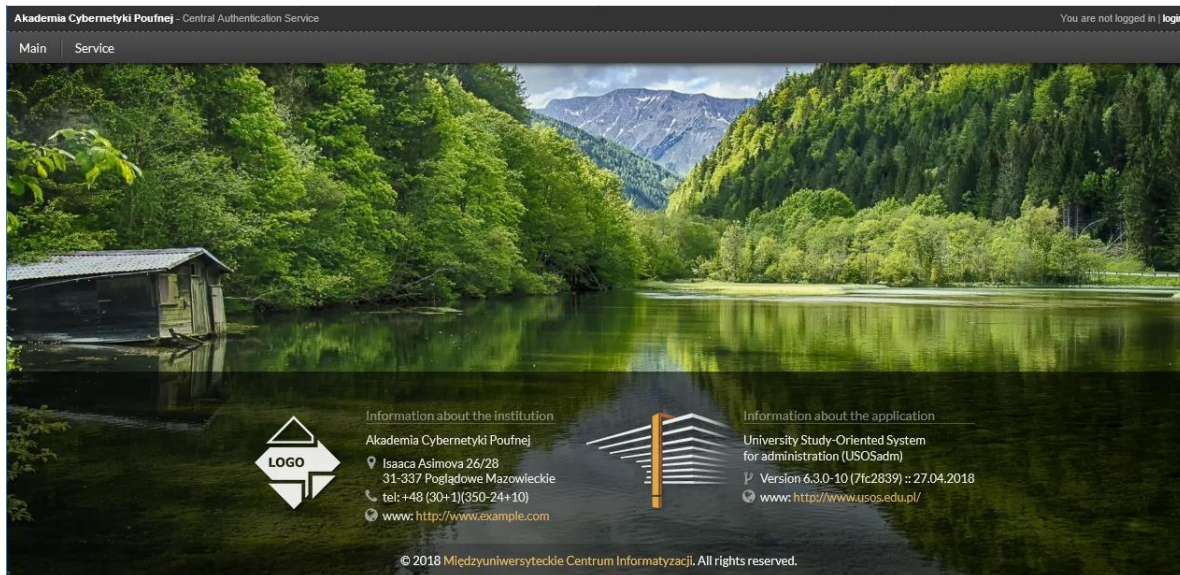 Akademia Cybernetyki Poufnej - Central Authentication Service
You are not logged in | login
Main
Service
Information about the institution
Akademia Cybernetyki Poufnej
Isaaca Asimova 26/28
31-337 Poglądowe Mazowieckie
tel: +48 (30+1)(350-24+10)
www: http://www.example.com
LOGO
Information about the application
University Study-Oriented System
for administration (USOSadm)
Version 6.3.0-10 (7fc2839) :: 27.04.2018
www: http://www.usos.edu.pl/
© 2018 Międzyuniwersyteckie Centrum Informatyzacji. All rights reserved.